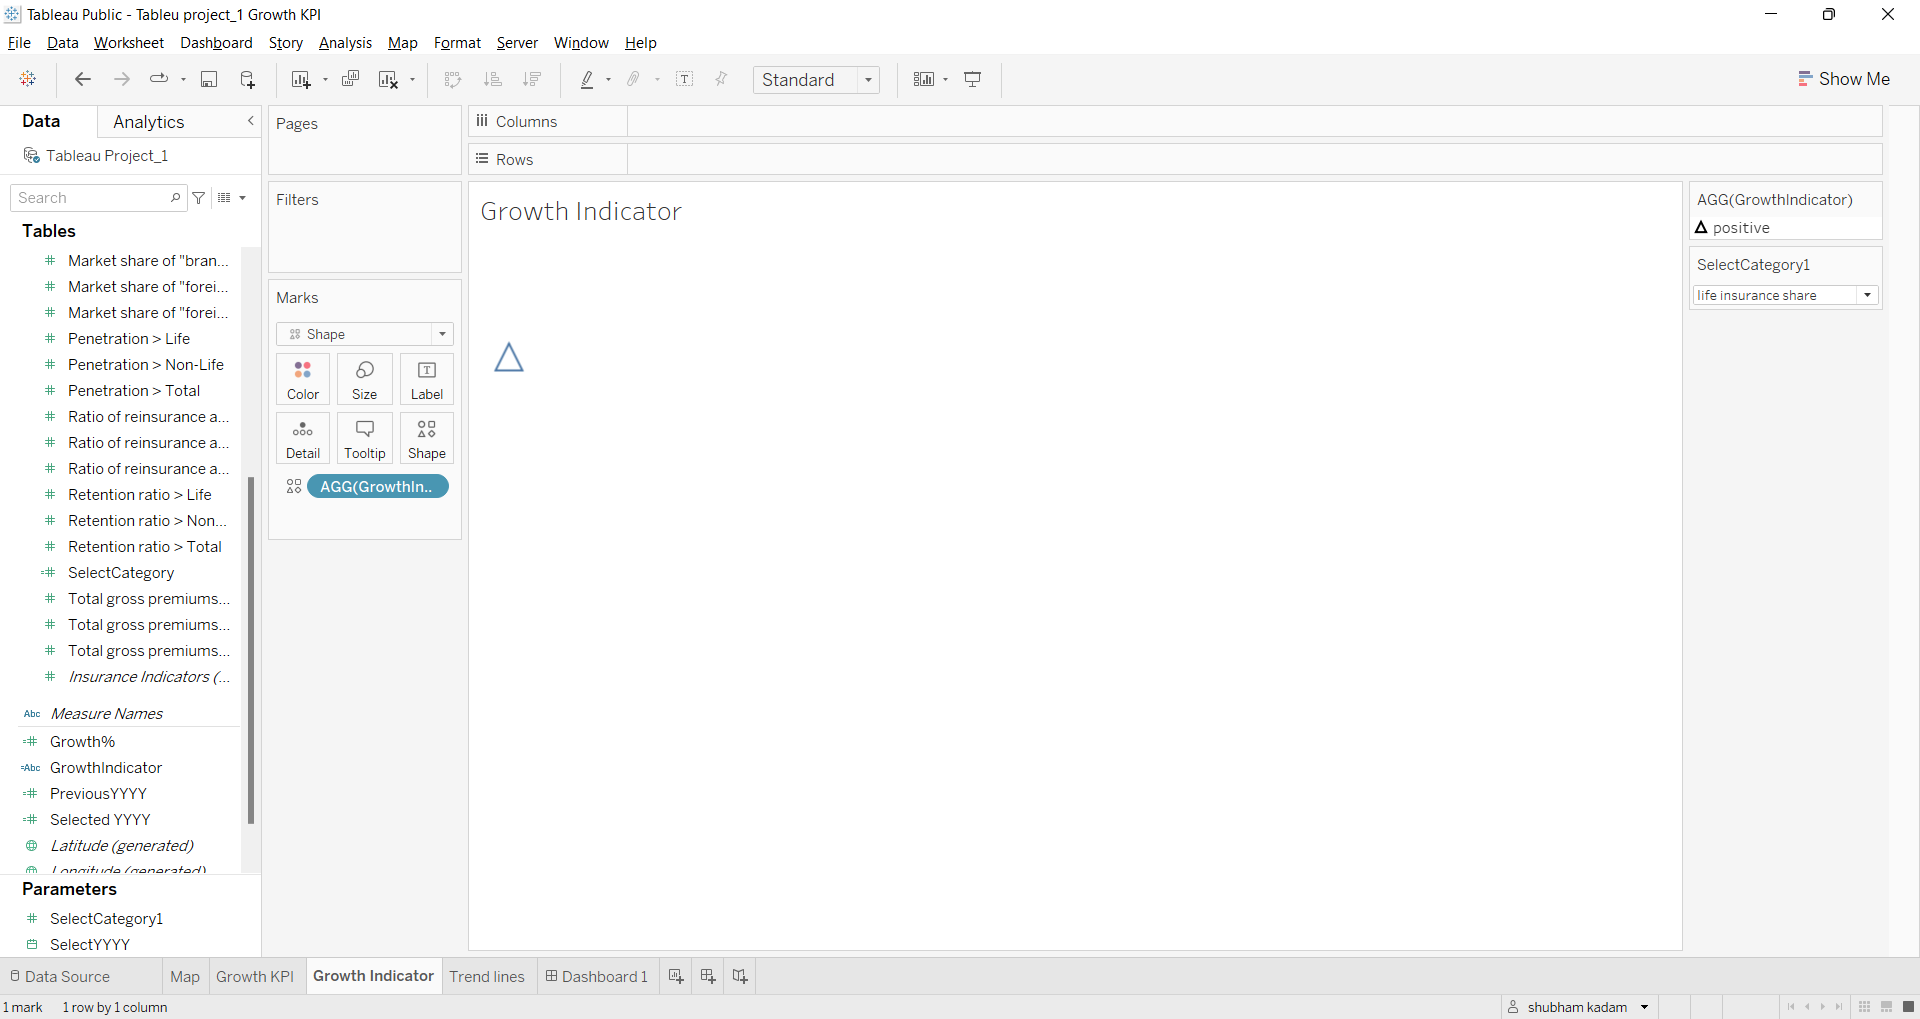 Tableau Public - Tableu project_1 Growth KPI
File Data Worksheet Dashboard Story Analysis Map Format Server Window Help
Standard
Show Me
Data
Analytics
Tableau Project_1
Search
Tables
Market share of "bran...
Market share of "forei...
Market share of "forei...
Penetration > Life
Penetration > Non-Life
Penetration > Total
Ratio of reinsurance a...
Ratio of reinsurance a...
Ratio of reinsurance a...
Retention ratio > Life
Retention ratio > Non...
Retention ratio > Total
SelectCategory
Total gross premiums...
Total gross premiums...
Total gross premiums...
Insurance Indicators (...
Abc Measure Names
Growth%
=Abc GrowthIndicator
PreviousYYYY
Selected YYYY
Latitude (generated)
Longitude (generated)
Parameters
SelectCategory1
SelectYYYY
Pages
Filters
Marks
Shape
Color Size Label
Detail Tooltip Shape
AGG(GrowthIn..
Columns
Rows
Growth Indicator
AGG(GrowthIndicator)
positive
SelectCategory1
life insurance share
Data Source Map Growth KPI Growth Indicator Trend lines Dashboard 1
1 mark 1 row by 1 column
shubham kadam